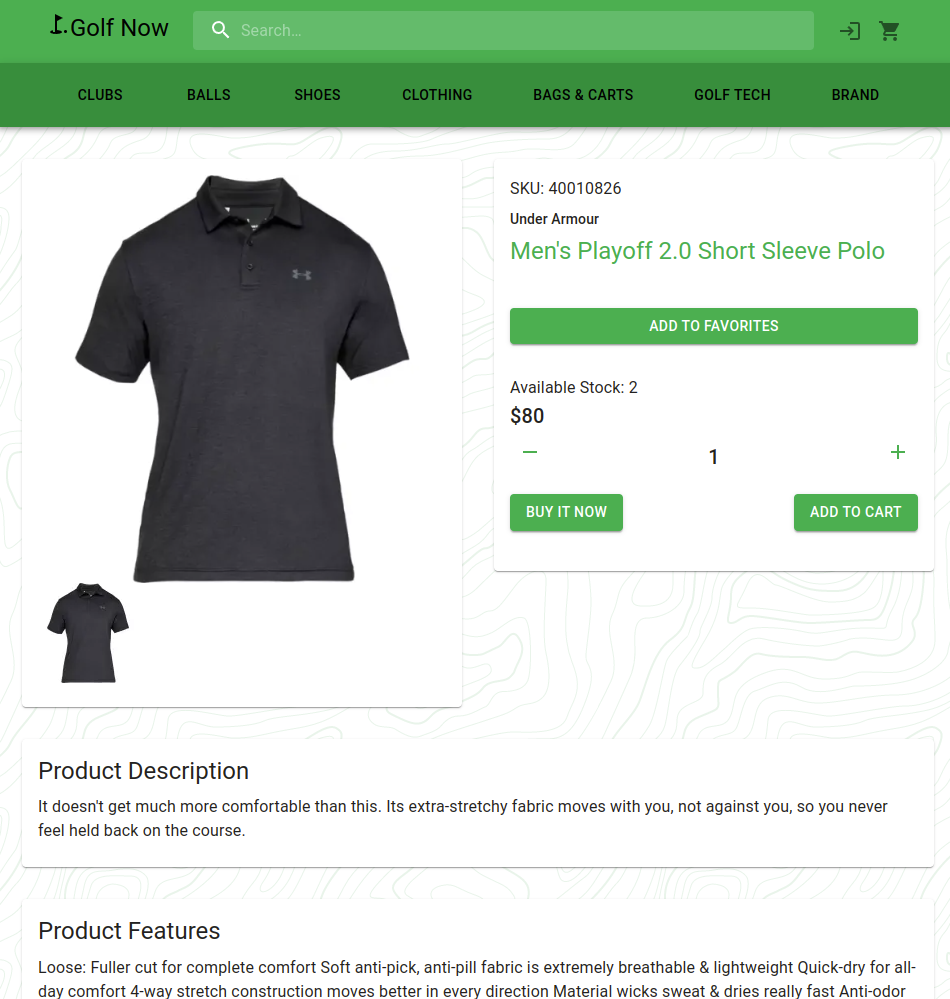 Golf Now
Search...
CLUBS
BALLS
SHOES
CLOTHING
BAGS & CARTS
GOLF TECH
BRAND
SKU: 40010826
Under Armour
Men's Playoff 2.0 Short Sleeve Polo
ADD TO FAVORITES
Available Stock: 2
$80
1
BUY IT NOW
ADD TO CART
Product Description
It doesn't get much more comfortable than this. Its extra-stretchy fabric moves with you, not against you, so you never
feel held back on the course.
Product Features
Loose: Fuller cut for complete comfort Soft anti-pick, anti-pill fabric is extremely breathable & lightweight Quick-dry for all-
day comfort 4-way stretch construction moves better in every direction Material wicks sweat & dries really fast Anti-odor